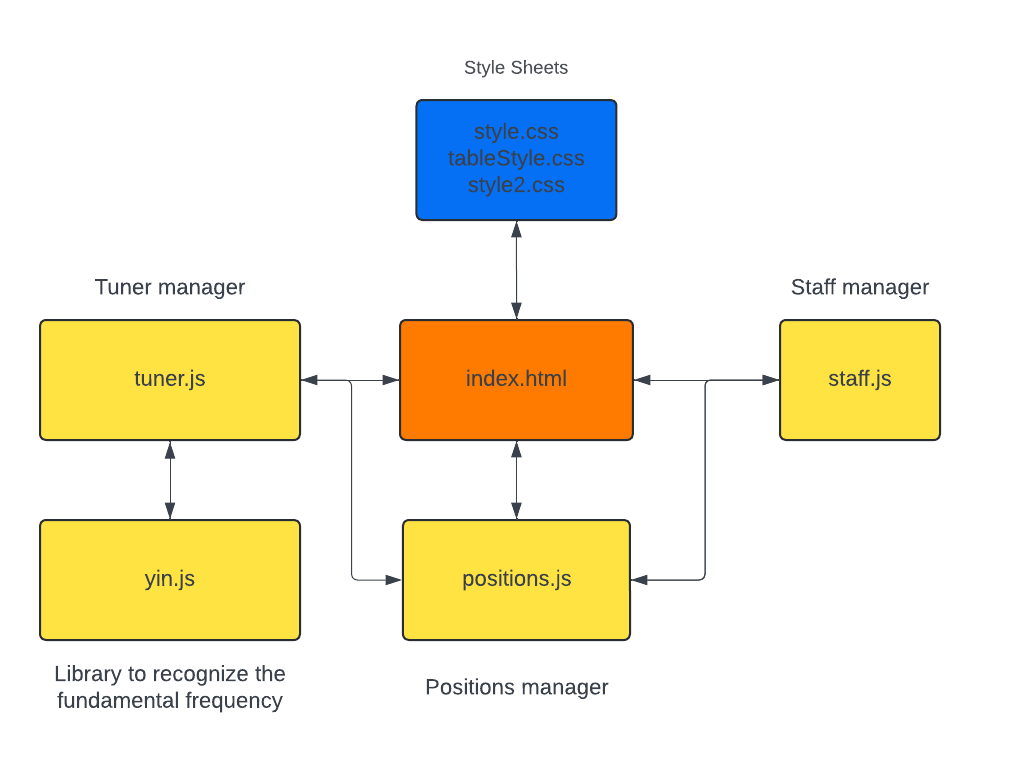 Style Sheets
style.css
tableStyle.css
style2.css
Tuner manager
Staff manager
tuner.js
index.html
staff.js
yin.js
positions.js
Library to recognize the
fundamental frequency
Positions manager